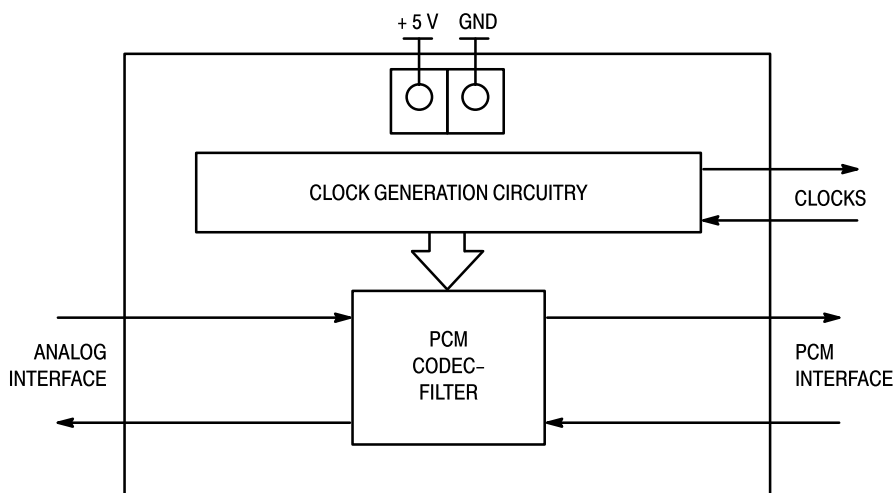 + 5 V GND
CLOCK GENERATION CIRCUITRY
CLOCKS
ANALOG
INTERFACE
PCM
CODEC–
FILTER
PCM
INTERFACE